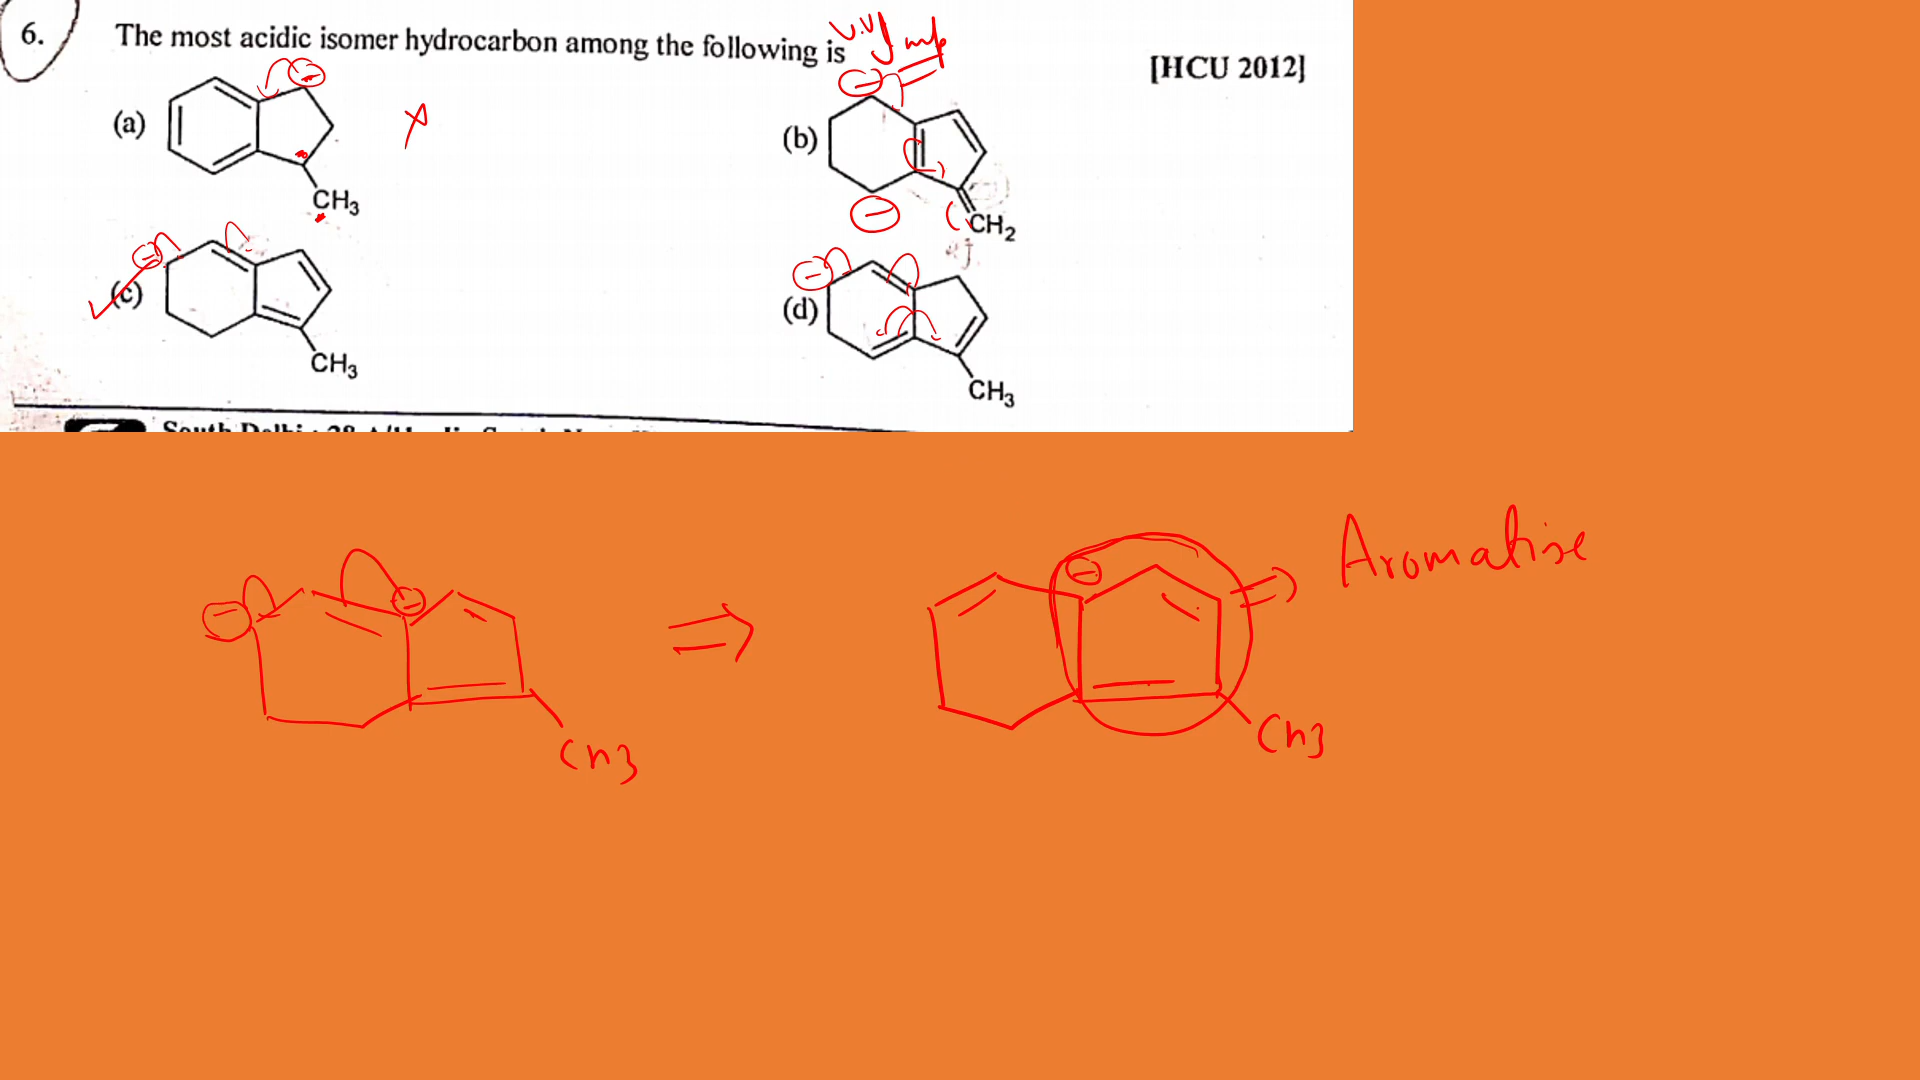 6. The most acidic isomer hydrocarbon among the following is
[HCU 2012]
(a)
CH3
(b)
CH2
(c)
CH3
(d)
CH3
Aromatise
CH3
CH3